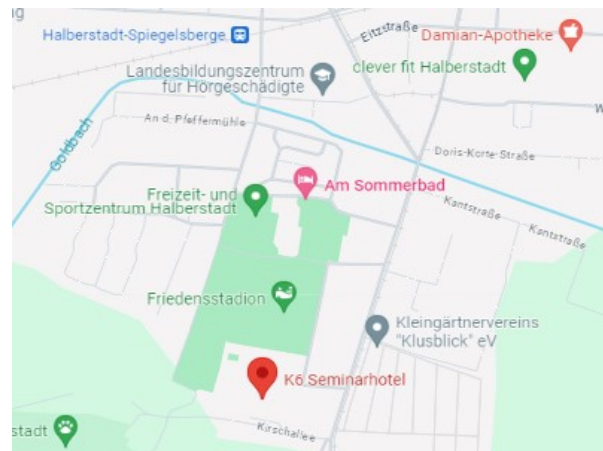 Halberstadt-Spiegelsberge
Eitzstraße
Damian-Apotheke
Landesbildungszentrum
für Hörgeschädigte
clever fit Halberstadt
An d. Pfeffermühle
Goldbach
W
Doris-Korte-Straße
Am Sommerbad
Freizeit- und
Sportzentrum Halberstadt
Kantstraße
Kantstraße
Friedensstadion
Kleingärtnervereins
"Klusblick" eV
K6 Seminarhotel
Kirschallee
stadt